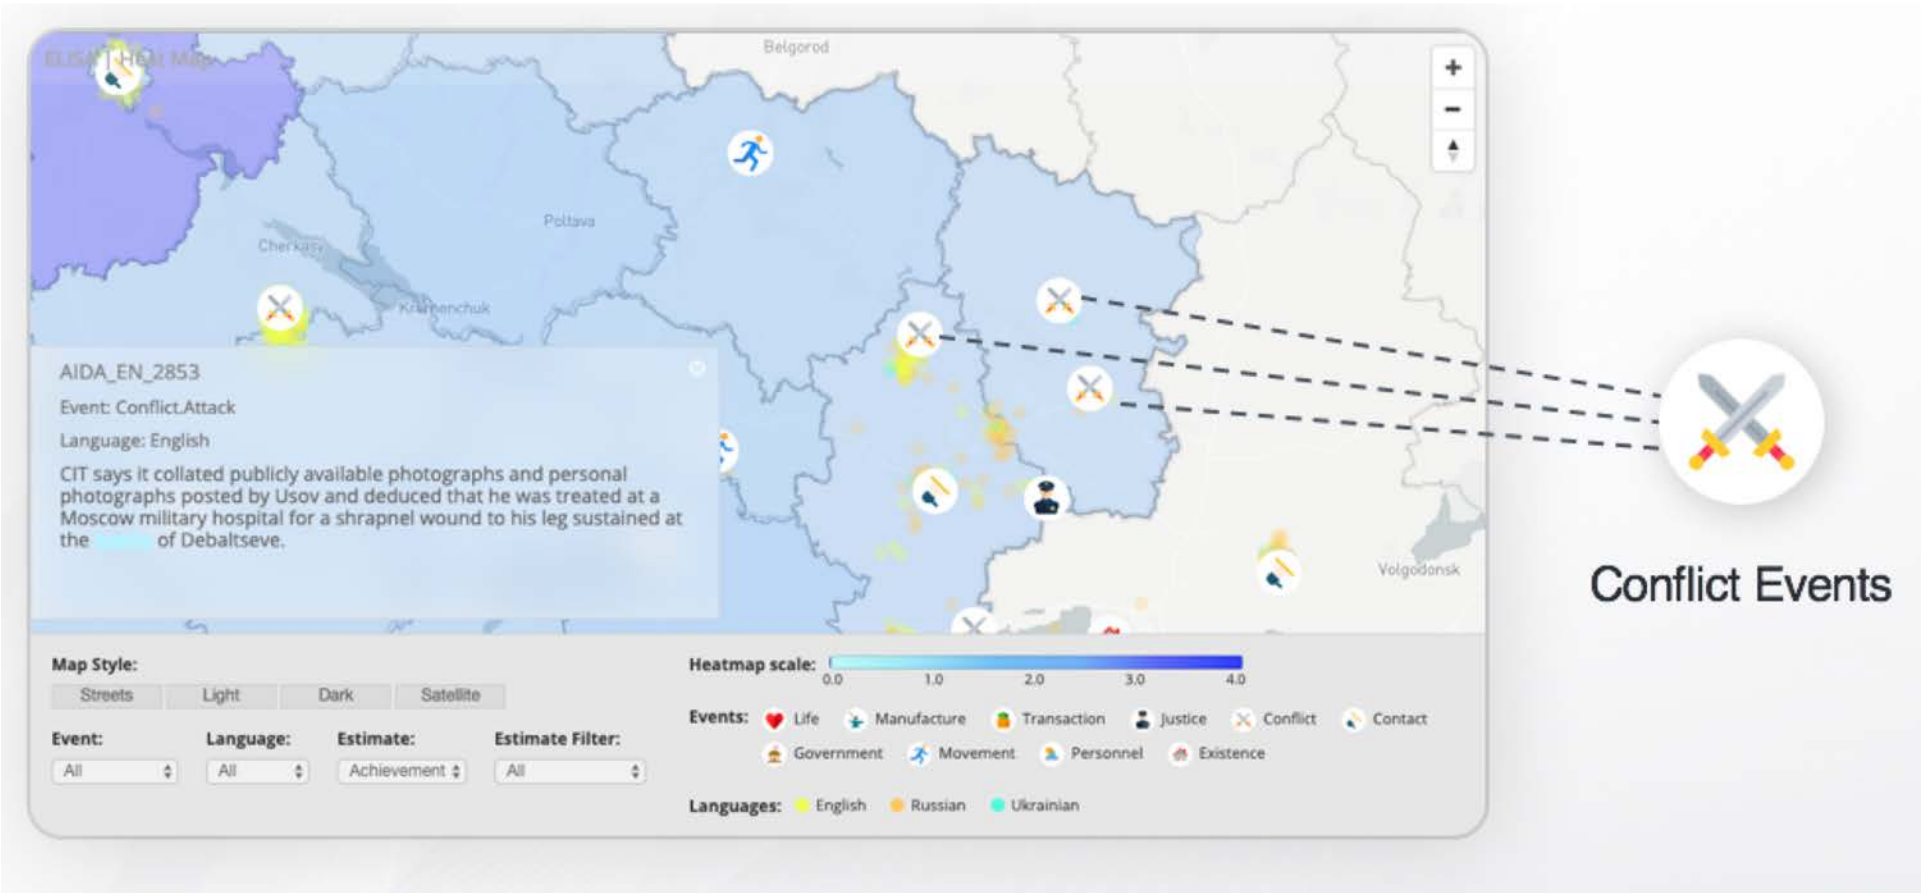 Belgorod
ELISA | Heat Map
Poltava
Cherkasy
Kremenchuk
AIDA_EN_2853
Event: Conflict.Attack
Language: English
CIT says it collated publicly available photographs and personal
photographs posted by Usov and deduced that he was treated at a
Moscow military hospital for a shrapnel wound to his leg sustained at
the of Debaltseve.
Volgodonsk
Conflict Events
Map Style:
Streets Light Dark Satellite
Event: Language: Estimate: Estimate Filter:
All All Achievement All
Heatmap scale:
0.0 1.0 2.0 3.0 4.0
Events: Life Manufacture Transaction Justice Conflict Contact
Government Movement Personnel Existence
Languages: English Russian Ukrainian